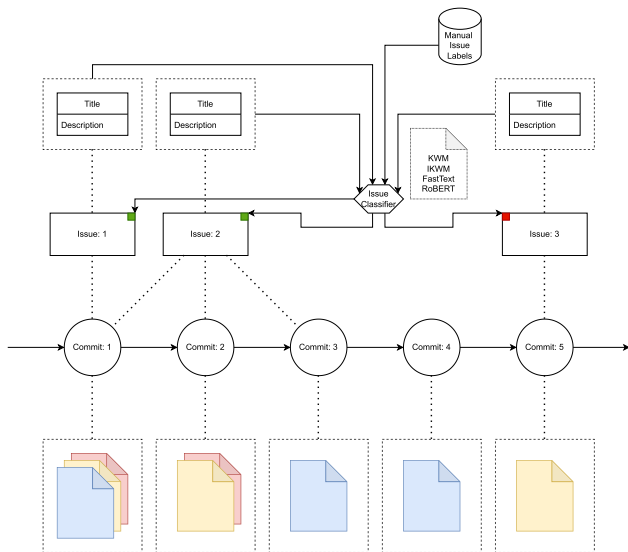 Manual
Issue
Labels
Title
Description
Title
Description
Title
Description
KWM
IKWM
FastText
RoBERT
Issue
Classifier
Issue: 1
Issue: 2
Issue: 3
Commit: 1
Commit: 2
Commit: 3
Commit: 4
Commit: 5